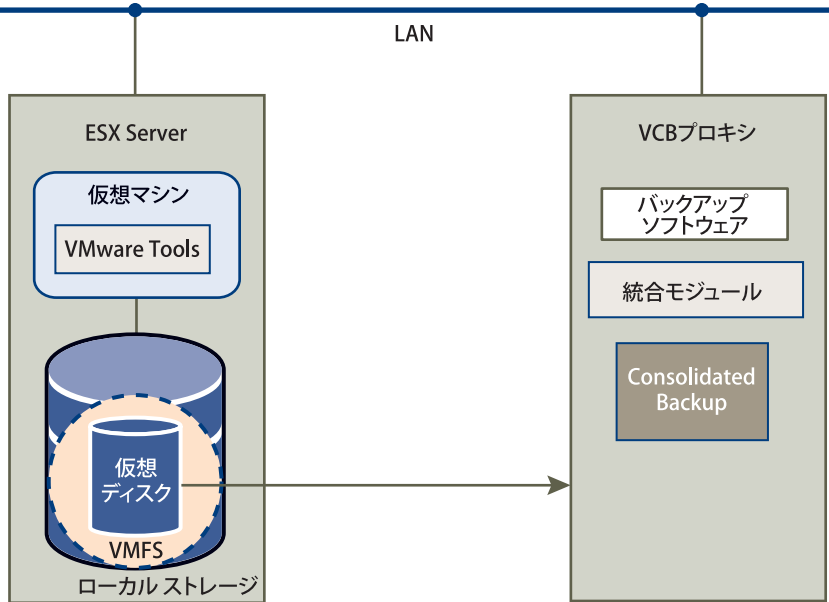 LAN
ESX Server
仮想マシン
VMware Tools
仮想
ディスク
VMFS
ローカル ストレージ
VCBプロキシ
バックアップ
ソフトウェア
統合モジュール
Consolidated
Backup